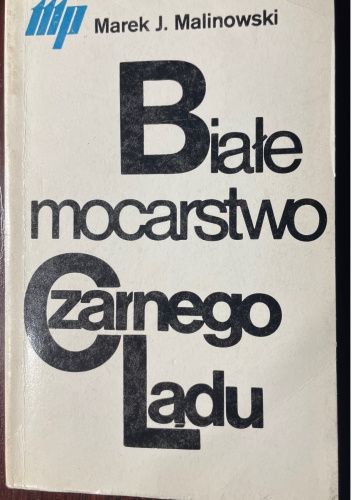 mp Marek J. Malinowski
Białe
mocarstwo
Czarnego
Lądu